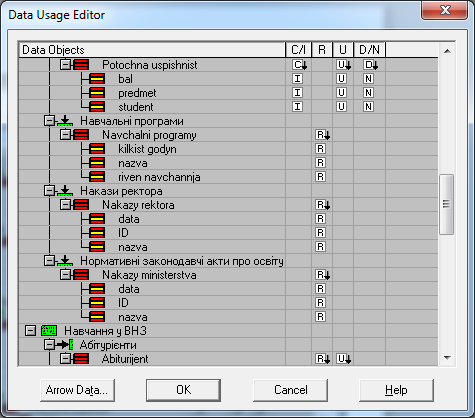 Data Usage Editor
Data Objects C/I R U D/N
Potochna uspishnist C U D
bal I U N
predmet I U N
student I U N
Навчальні програми
Navchalni programy R
kilkist godyn R
nazva R
riven navchannja R
Накази ректора
Nakazy rektora R
data R
ID R
nazva R
Нормативні законодавчі акти про освіту
Nakazy ministerstva R
data R
ID R
nazva R
Навчання у ВНЗ
Абітурієнти
Abiturijent R U
Arrow Data... OK Cancel Help